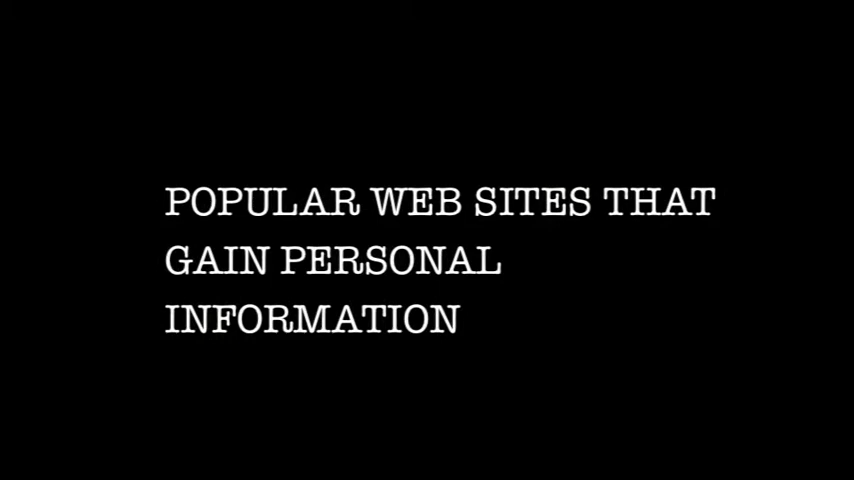 POPULAR WEB SITES THAT
GAIN PERSONAL
INFORMATION